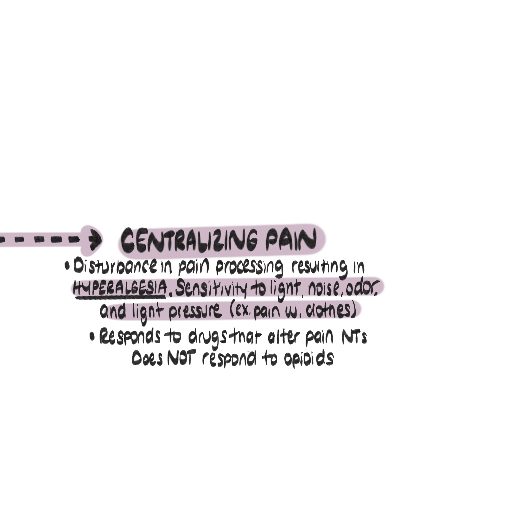 CENTRALIZING PAIN
• Disturbance in pain processing resulting in
HYPERALGESIA. Sensitivity to light, noise, odor,
and light pressure (ex. pain w. clothes)
• Responds to drugs that alter pain NTs
Does NOT respond to opioids